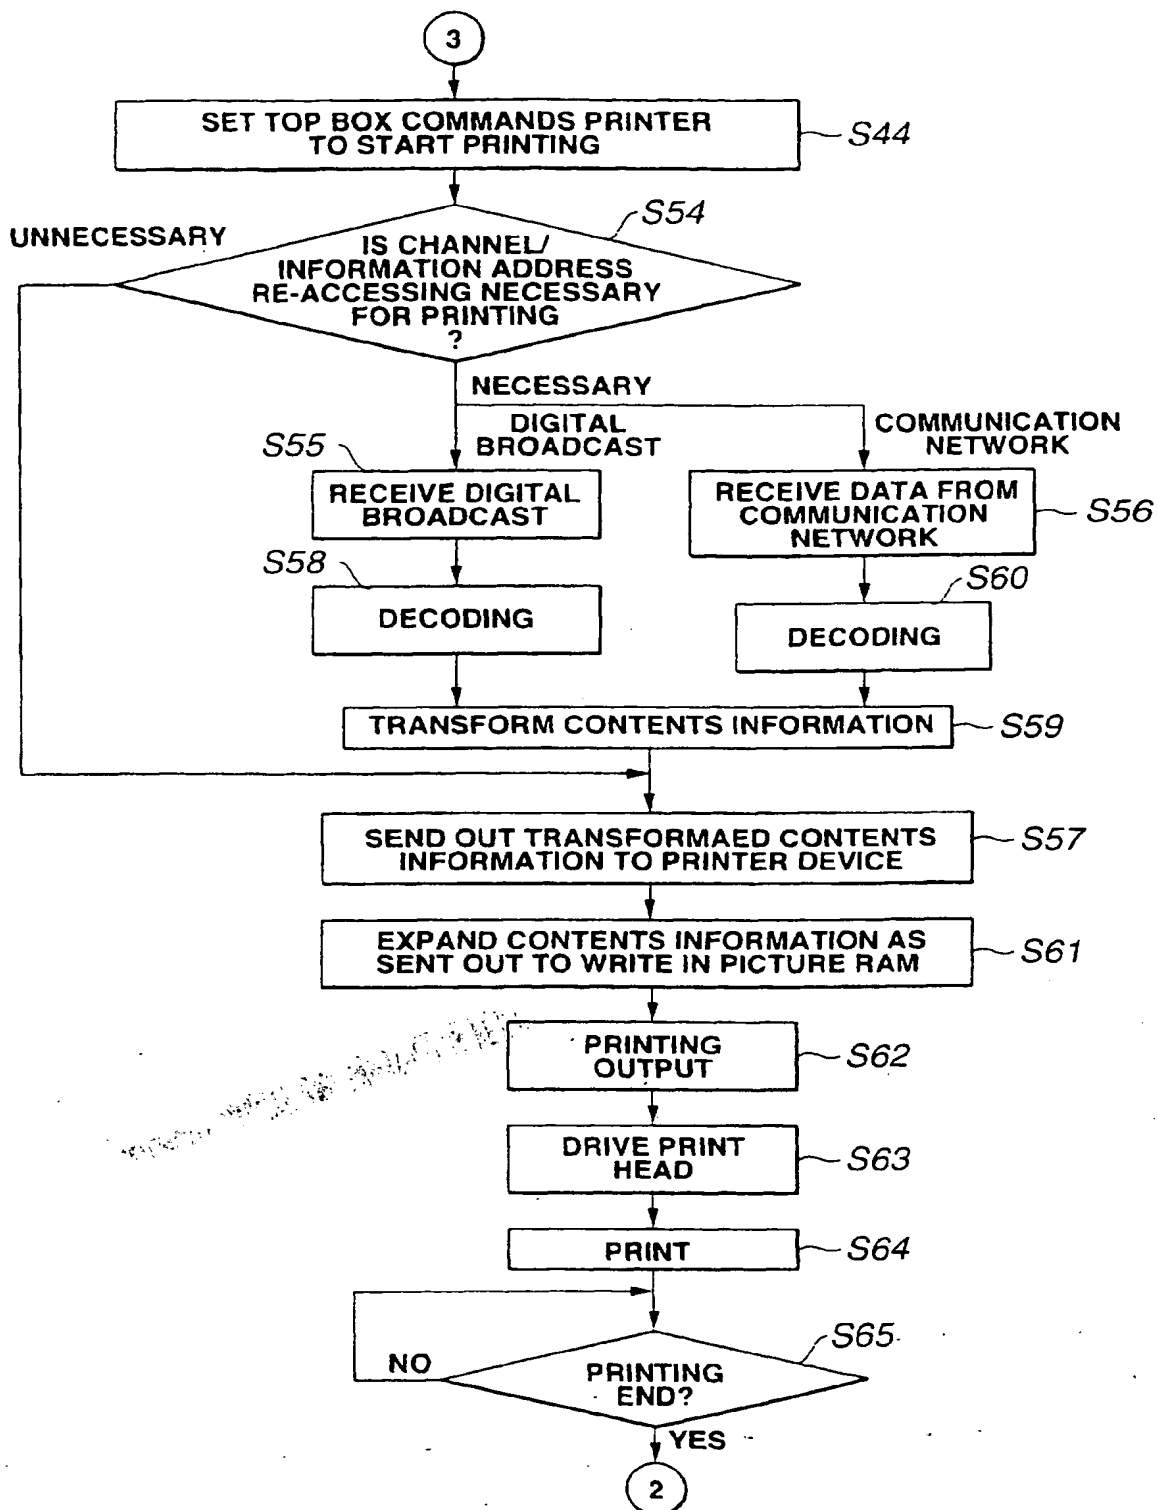 3
SET TOP BOX COMMANDS PRINTER
TO START PRINTING
S44
S54
UNNECESSARY
IS CHANNEL/
INFORMATION ADDRESS
RE-ACCESSING NECESSARY
FOR PRINTING
?
NECESSARY
DIGITAL
BROADCAST
COMMUNICATION
NETWORK
S55
RECEIVE DIGITAL
BROADCAST
RECEIVE DATA FROM
COMMUNICATION
NETWORK
S56
S58
DECODING
S60
DECODING
TRANSFORM CONTENTS INFORMATION
S59
SEND OUT TRANSFORMAED CONTENTS
INFORMATION TO PRINTER DEVICE
S57
EXPAND CONTENTS INFORMATION AS
SENT OUT TO WRITE IN PICTURE RAM
S61
PRINTING
OUTPUT
S62
DRIVE PRINT
HEAD
S63
PRINT
S64
S65
NO
PRINTING
END?
YES
2